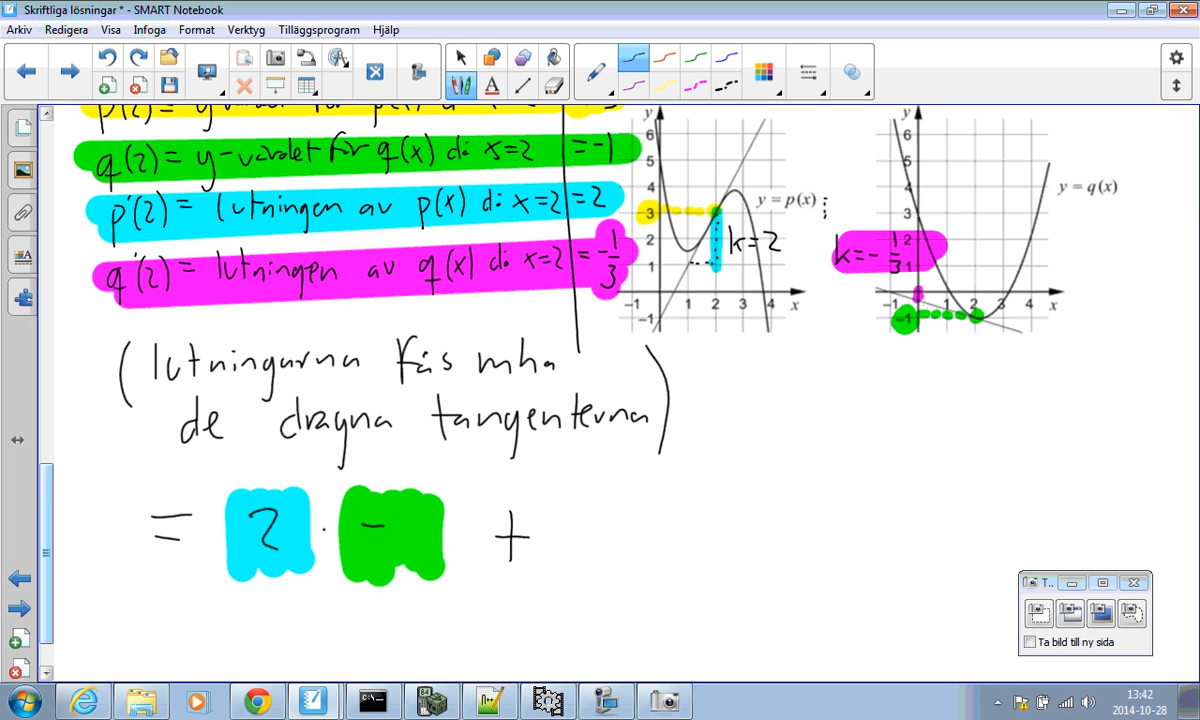 Skriftliga lösningar * - SMART Notebook
Arkiv Redigera Visa Infoga Format Verktyg Tilläggsprogram Hjälp
q(2) = y-värdet för q(x) då x=2 = -1
p'(2) = lutningen av p(x) då x=2 = 2
q'(2) = lutningen av q(x) då x=2 = -1/3
y
6
5
4
3
2
1
-1
-1 1 2 3 4 x
y = p(x) ;
k=2
y
6
5
4
3
2
1
-1
-1 1 2 3 4 x
y = q(x)
k=-1/3
(lutningarna fås mha
de dragna tangenterna)
= 2 · - +
T..
Ta bild till ny sida
13:42
2014-10-28